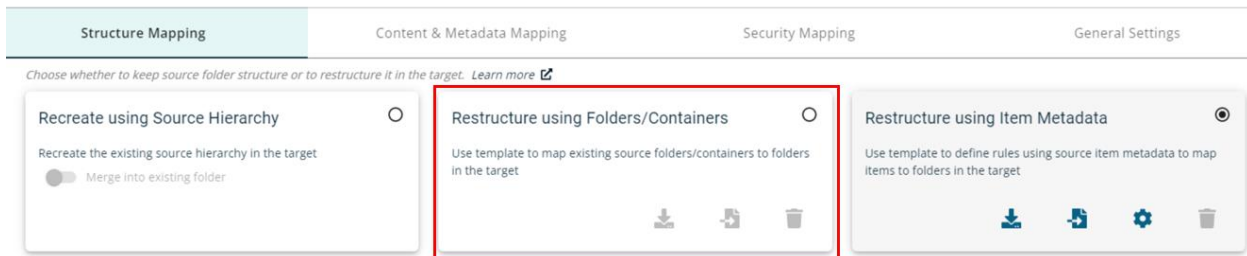 Structure Mapping
Content & Metadata Mapping
Security Mapping
General Settings
Choose whether to keep source folder structure or to restructure it in the target. Learn more
Recreate using Source Hierarchy
Recreate the existing source hierarchy in the target
Merge into existing folder
Restructure using Folders/Containers
Use template to map existing source folders/containers to folders
in the target
Restructure using Item Metadata
Use template to define rules using source item metadata to map
items to folders in the target